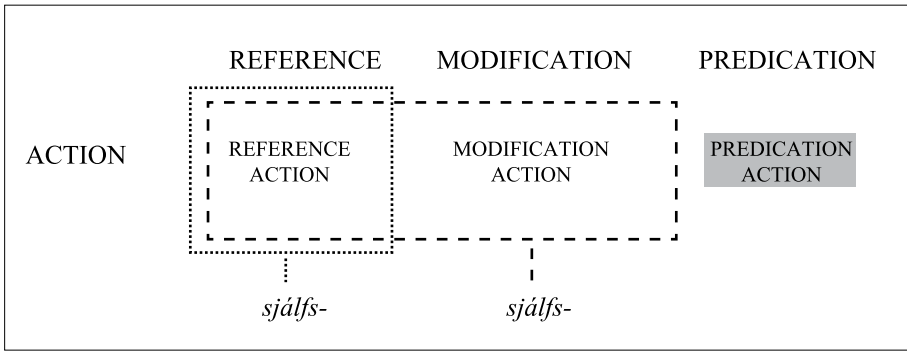 REFERENCE MODIFICATION PREDICATION
ACTION
REFERENCE ACTION
MODIFICATION ACTION
PREDICATION ACTION
sjálfs- sjálfs-